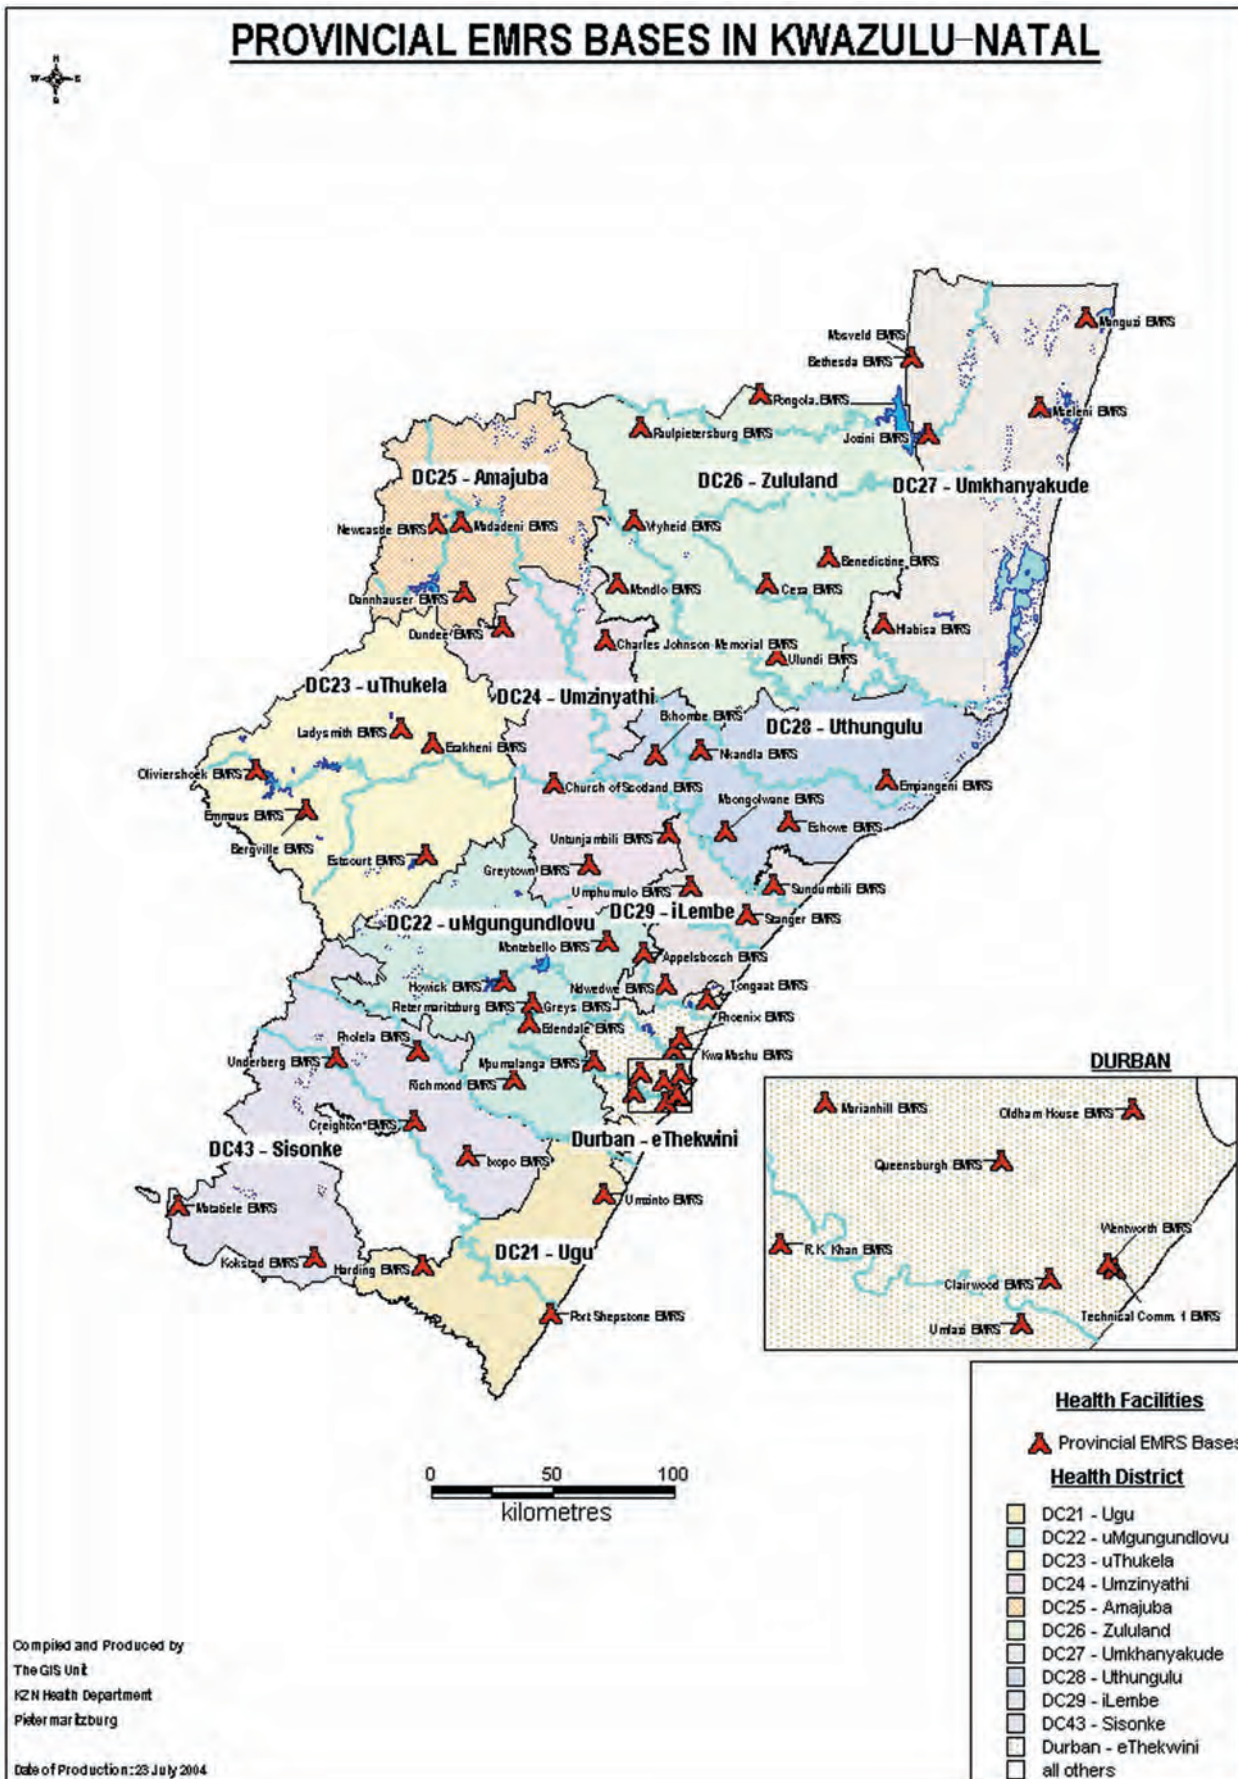 PROVINCIAL EMRS BASES IN KWAZULU-NATAL
N
W E
S
Manguzi EMRS
Mosveld EMRS
Bethesda EMRS
Pongola EMRS
Mseleni EMRS
Paulpietersburg EMRS
Jozini EMRS
DC25 - Amajuba
DC26 - Zululand
DC27 - Umkhanyakude
Newcastle EMRS
Madadeni EMRS
Vryheid EMRS
Benedictine EMRS
Dannhauser EMRS
Mondlo EMRS
Ceza EMRS
Dundee EMRS
Hlabisa EMRS
Charles Johnson Memorial EMRS
Ulundi EMRS
DC23 - uThukela
DC24 - Umzinyathi
Ekhombe EMRS
DC28 - Uthungulu
Ladysmith EMRS
Ezakheni EMRS
Nkandla EMRS
Oliviershoek EMRS
Church of Scotland EMRS
Empangeni EMRS
Mbongolwane EMRS
Emmaus EMRS
Eshowe EMRS
Untunjambili EMRS
Bergville EMRS
Estcourt EMRS
Greytown EMRS
Umphumulo EMRS
Sundumbili EMRS
DC29 - iLembe
Stanger EMRS
DC22 - uMgungundlovu
Montebello EMRS
Appelsbosch EMRS
Howick EMRS
Ndwedwe EMRS
Tongaat EMRS
Pietermaritzburg EMRS
Greys EMRS
Phoenix EMRS
Edendale EMRS
Pholela EMRS
KwaMashu EMRS
Underberg EMRS
Mpumalanga EMRS
Richmond EMRS
Creighton EMRS
Durban - eThekwini
DC43 - Sisonke
Ixopo EMRS
Umzinto EMRS
Matatiele EMRS
DC21 - Ugu
Kokstad EMRS
Harding EMRS
Port Shepstone EMRS
DURBAN
Marianhill EMRS
Oldham House EMRS
Queensburgh EMRS
Wentworth EMRS
R.K. Khan EMRS
Clairwood EMRS
Technical Comm. 1 EMRS
Umlazi EMRS
0 50 100
kilometres
Health Facilities
Provincial EMRS Bases
Health District
DC21 - Ugu
DC22 - uMgungundlovu
DC23 - uThukela
DC24 - Umzinyathi
DC25 - Amajuba
DC26 - Zululand
DC27 - Umkhanyakude
DC28 - Uthungulu
DC29 - iLembe
DC43 - Sisonke
Durban - eThekwini
all others
Compiled and Produced by
The GIS Unit
KZN Health Department
Pietermaritzburg
Date of Production: 23 July 2004